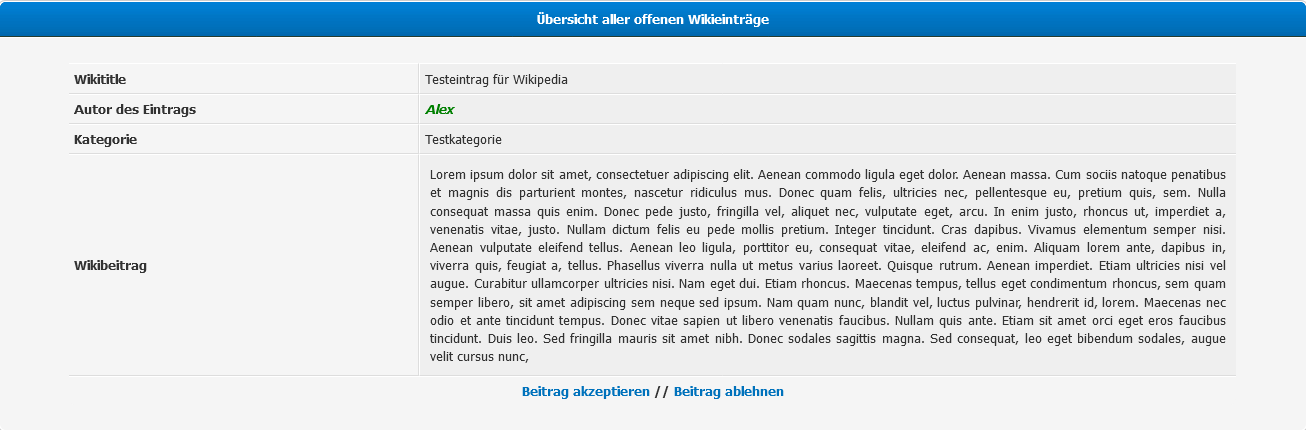 Übersicht aller offenen Wikieinträge
Wikititle
Testeintrag für Wikipedia
Autor des Eintrags
Alex
Kategorie
Testkategorie
Wikibeitrag
Lorem ipsum dolor sit amet, consectetuer adipiscing elit. Aenean commodo ligula eget dolor. Aenean massa. Cum sociis natoque penatibus
et magnis dis parturient montes, nascetur ridiculus mus. Donec quam felis, ultricies nec, pellentesque eu, pretium quis, sem. Nulla
consequat massa quis enim. Donec pede justo, fringilla vel, aliquet nec, vulputate eget, arcu. In enim justo, rhoncus ut, imperdiet a,
venenatis vitae, justo. Nullam dictum felis eu pede mollis pretium. Integer tincidunt. Cras dapibus. Vivamus elementum semper nisi.
Aenean vulputate eleifend tellus. Aenean leo ligula, porttitor eu, consequat vitae, eleifend ac, enim. Aliquam lorem ante, dapibus in,
viverra quis, feugiat a, tellus. Phasellus viverra nulla ut metus varius laoreet. Quisque rutrum. Aenean imperdiet. Etiam ultricies nisi vel
augue. Curabitur ullamcorper ultricies nisi. Nam eget dui. Etiam rhoncus. Maecenas tempus, tellus eget condimentum rhoncus, sem quam
semper libero, sit amet adipiscing sem neque sed ipsum. Nam quam nunc, blandit vel, luctus pulvinar, hendrerit id, lorem. Maecenas nec
odio et ante tincidunt tempus. Donec vitae sapien ut libero venenatis faucibus. Nullam quis ante. Etiam sit amet orci eget eros faucibus
tincidunt. Duis leo. Sed fringilla mauris sit amet nibh. Donec sodales sagittis magna. Sed consequat, leo eget bibendum sodales, augue
velit cursus nunc,
Beitrag akzeptieren // Beitrag ablehnen